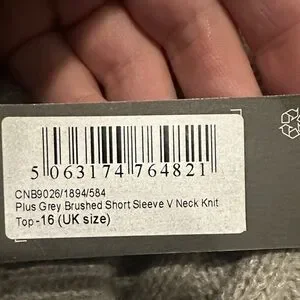 5 063174 764821
CNB9026/1894/584
Plus Grey Brushed Short Sleeve V Neck Knit
Top -16 (UK size)